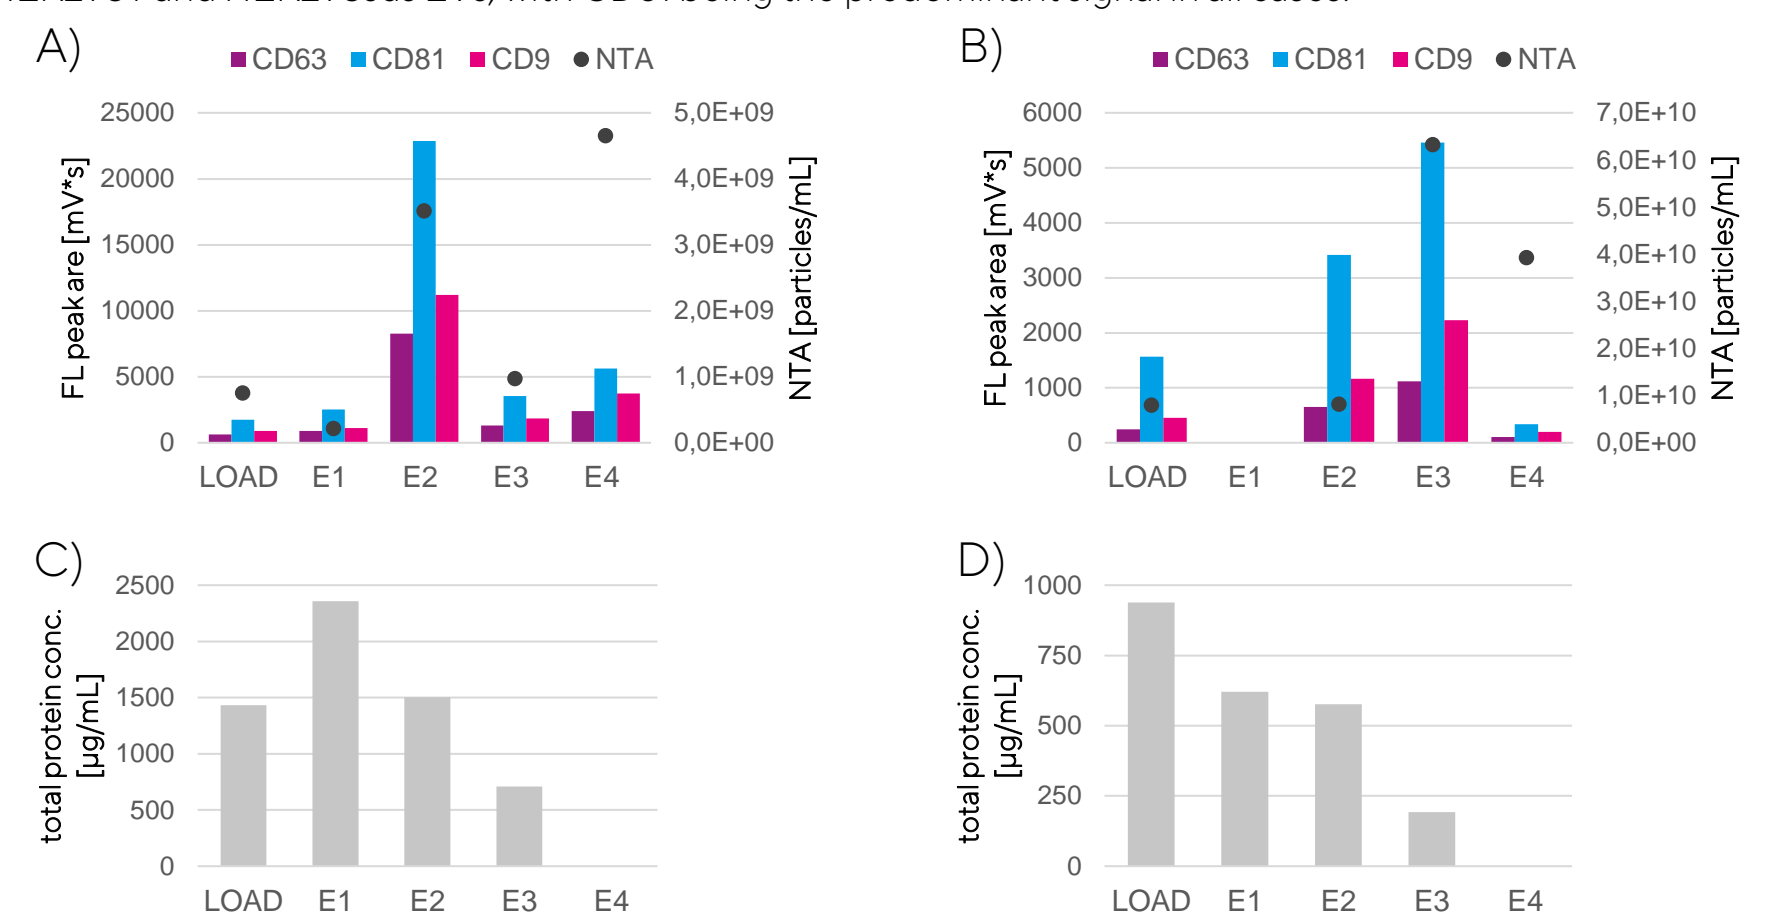 A)
CD63 CD81 CD9 NTA
FL peak are [mV*s]
25000
20000
15000
10000
5000
0
5,0E+09
4,0E+09
3,0E+09
2,0E+09
1,0E+09
0,0E+00
NTA [particles/mL]
LOAD E1 E2 E3 E4
B)
CD63 CD81 CD9 NTA
FL peak area [mV*s]
6000
5000
4000
3000
2000
1000
0
7,0E+10
6,0E+10
5,0E+10
4,0E+10
3,0E+10
2,0E+10
1,0E+10
0,0E+00
NTA [particles/mL]
LOAD E1 E2 E3 E4
C)
total protein conc.
[µg/mL]
2500
2000
1500
1000
500
0
LOAD E1 E2 E3 E4
D)
total protein conc.
[µg/mL]
1000
750
500
250
0
LOAD E1 E2 E3 E4